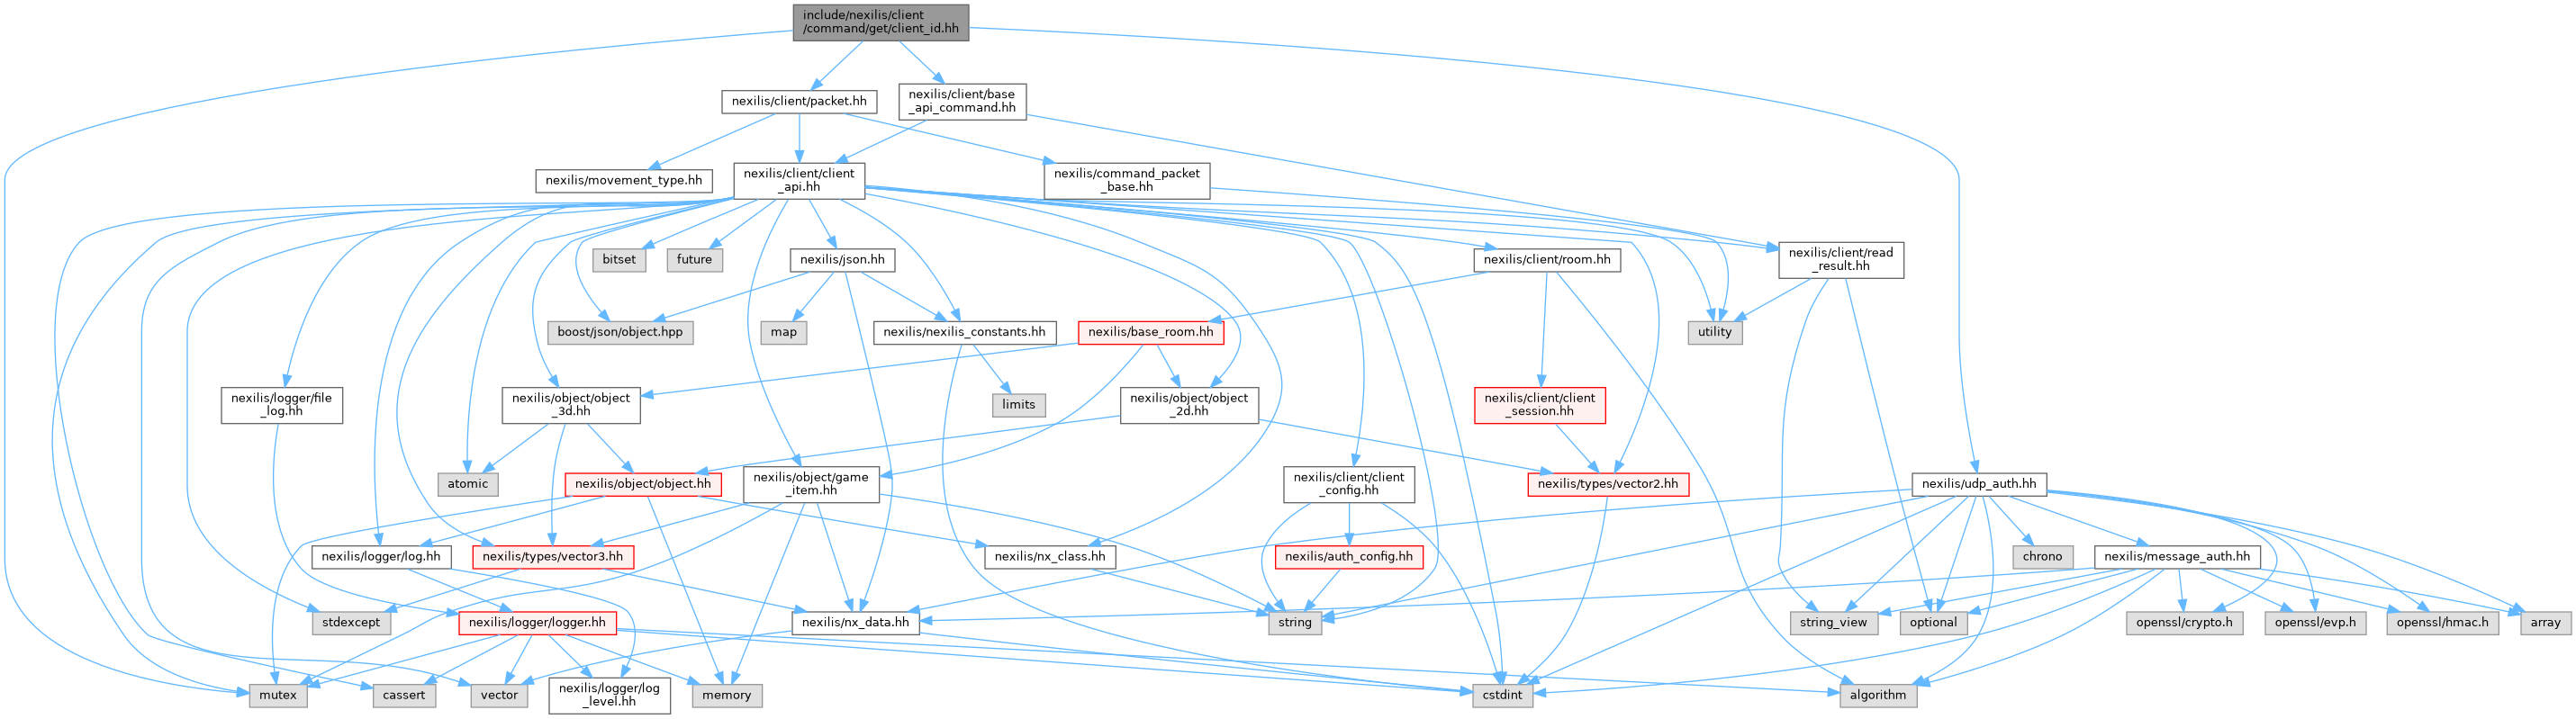 include/nexilis/client
/command/get/client_id.hh
nexilis/client/packet.hh
nexilis/client/base
_api_command.hh
nexilis/movement_type.hh
nexilis/client/client
_api.hh
nexilis/command_packet
_base.hh
bitset
future
nexilis/json.hh
nexilis/client/room.hh
nexilis/client/read
_result.hh
boost/json/object.hpp
map
nexilis/nexilis_constants.hh
nexilis/base_room.hh
utility
nexilis/logger/file
_log.hh
nexilis/object/object
_3d.hh
limits
nexilis/object/object
_2d.hh
nexilis/client/client
_session.hh
atomic
nexilis/object/object.hh
nexilis/object/game
_item.hh
nexilis/client/client
_config.hh
nexilis/types/vector2.hh
nexilis/udp_auth.hh
nexilis/logger/log.hh
nexilis/types/vector3.hh
nexilis/nx_class.hh
nexilis/auth_config.hh
chrono
nexilis/message_auth.hh
stdexcept
nexilis/logger/logger.hh
nexilis/nx_data.hh
string
string_view
optional
openssl/crypto.h
openssl/evp.h
openssl/hmac.h
array
mutex
cassert
vector
nexilis/logger/log
_level.hh
memory
cstdint
algorithm